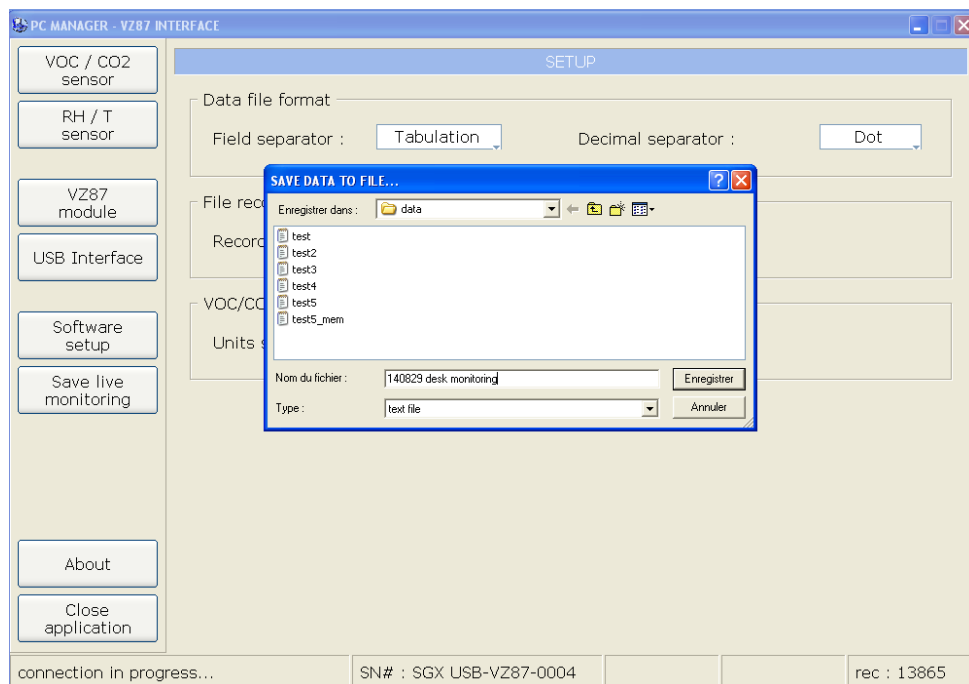 PC MANAGER - VZ87 INTERFACE
VOC / CO2
sensor
RH / T
sensor
VZ87
module
USB Interface
Software
setup
Save live
monitoring
About
Close
application
SETUP
Data file format
Field separator :
Tabulation
Decimal separator :
Dot
File rec
Record
VOC/CO
Units s
SAVE DATA TO FILE...
Enregistrer dans :
data
test
test2
test3
test4
test5
test5_mem
Nom du fichier :
140829 desk monitoring
Enregistrer
Type :
text file
Annuler
connection in progress...
SN# : SGX USB-VZ87-0004
rec : 13865